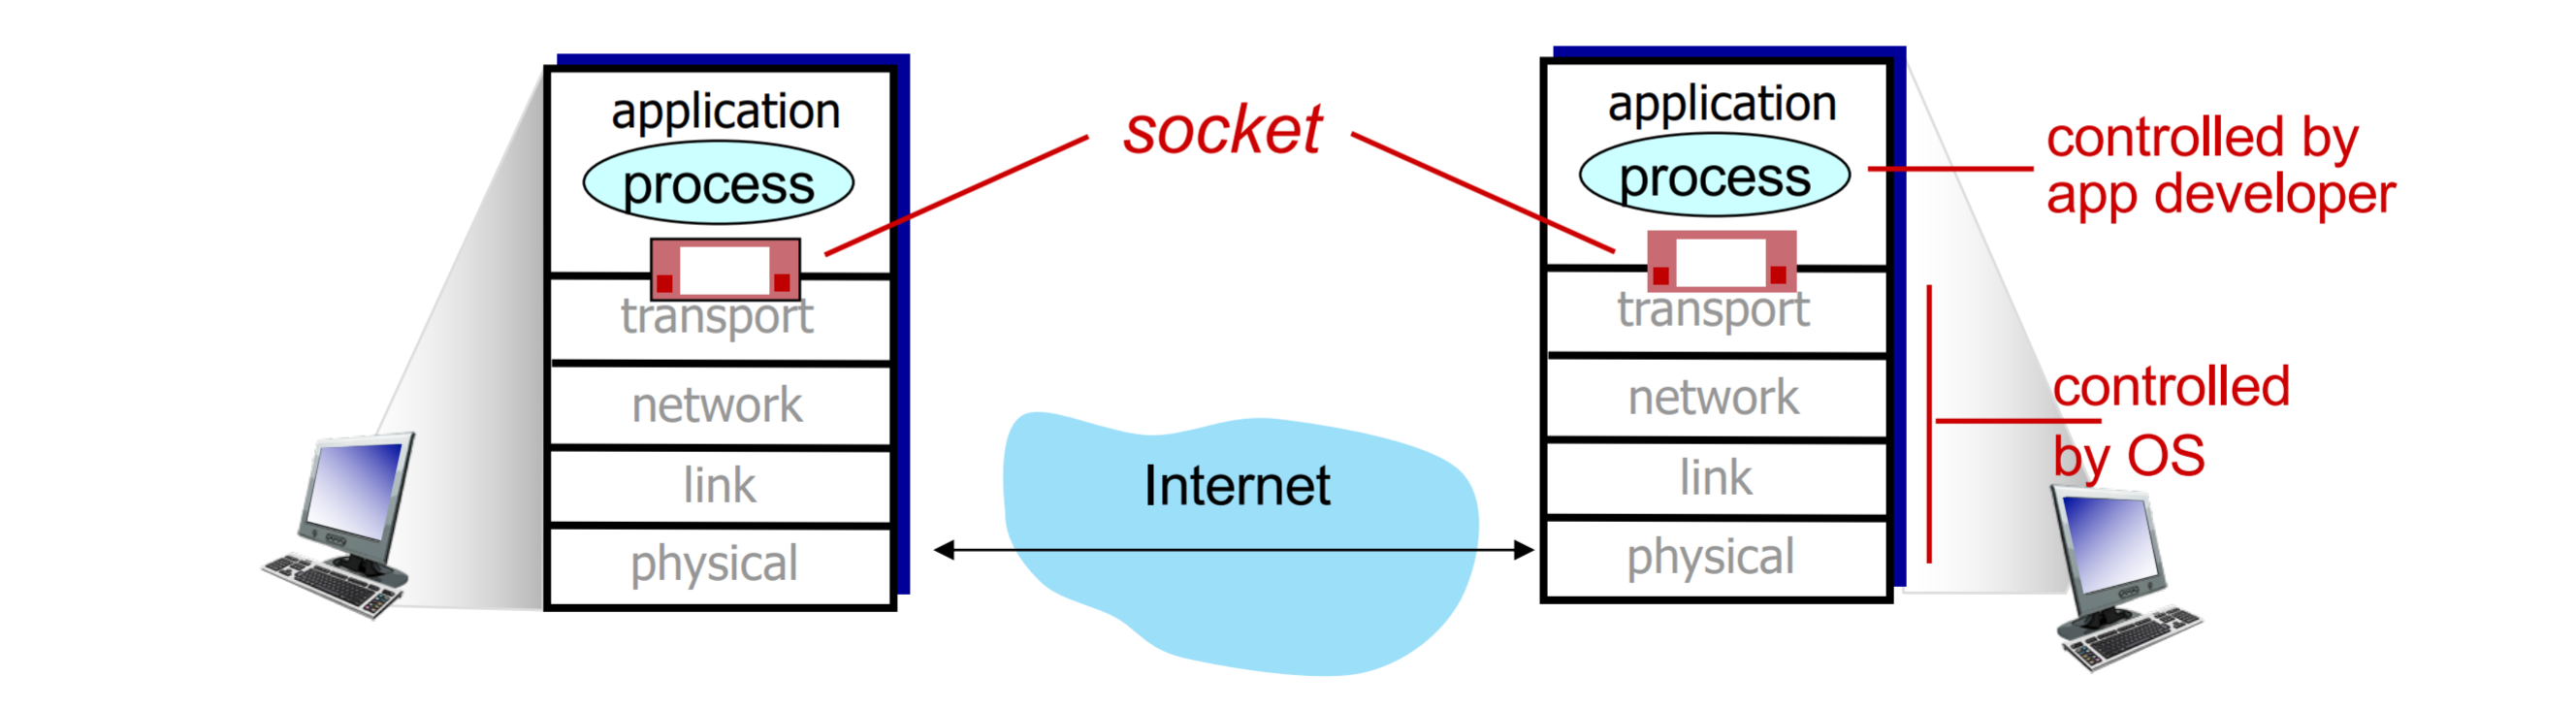 application
process
transport
network
link
physical
socket
Internet
application
process
transport
network
link
physical
controlled by
app developer
controlled
by OS